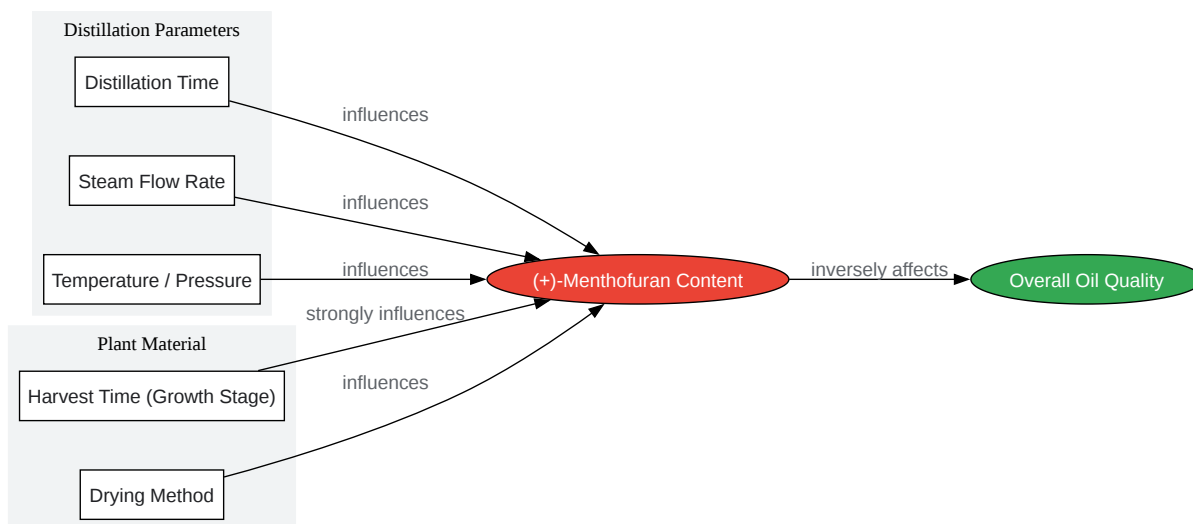 Distillation Parameters
Distillation Time
influences
Steam Flow Rate
influences
Temperature / Pressure
influences
(+)-Menthofuran Content
inversely affects
Overall Oil Quality
strongly influences
Plant Material
Harvest Time (Growth Stage)
influences
Drying Method